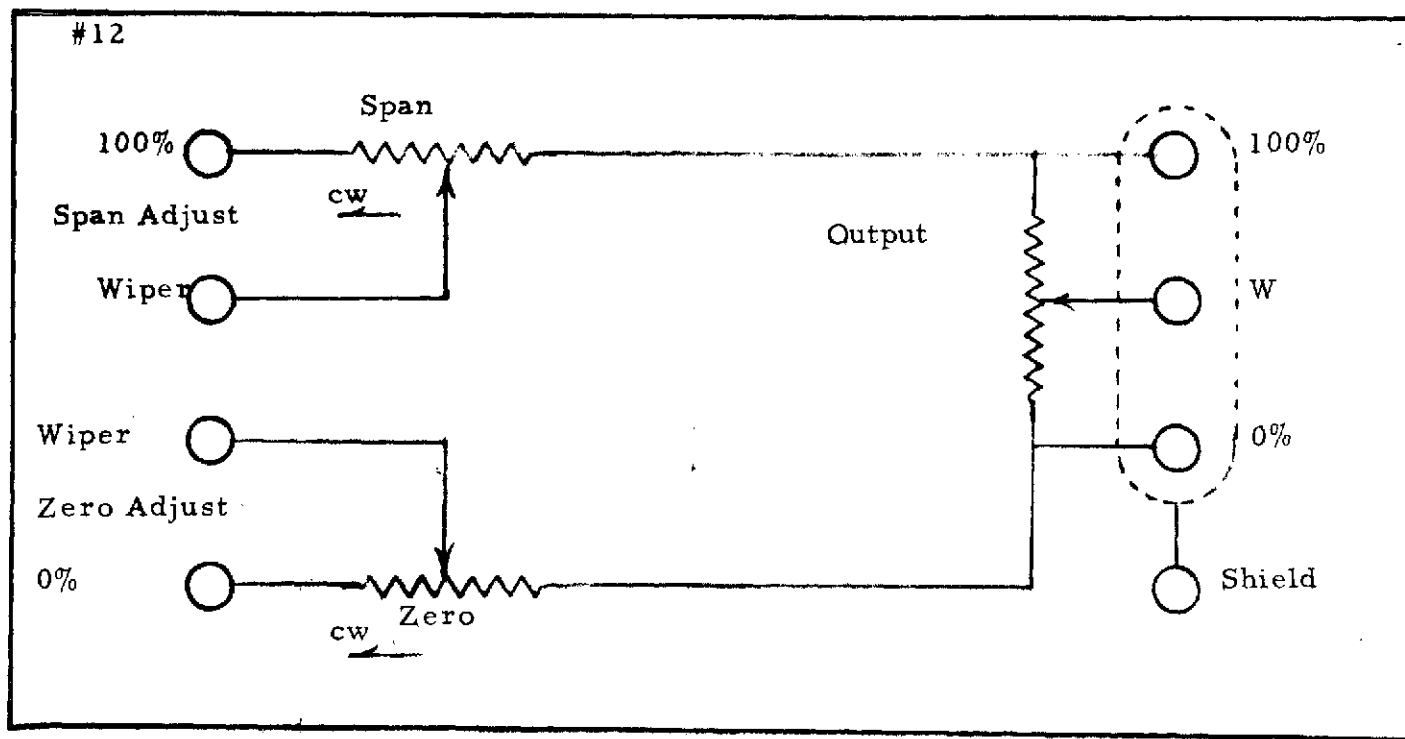 #12
Span
100%
100%
cw
Span Adjust
Output
Wiper
W
Wiper
0%
Zero Adjust
0%
Shield
Zero
cw